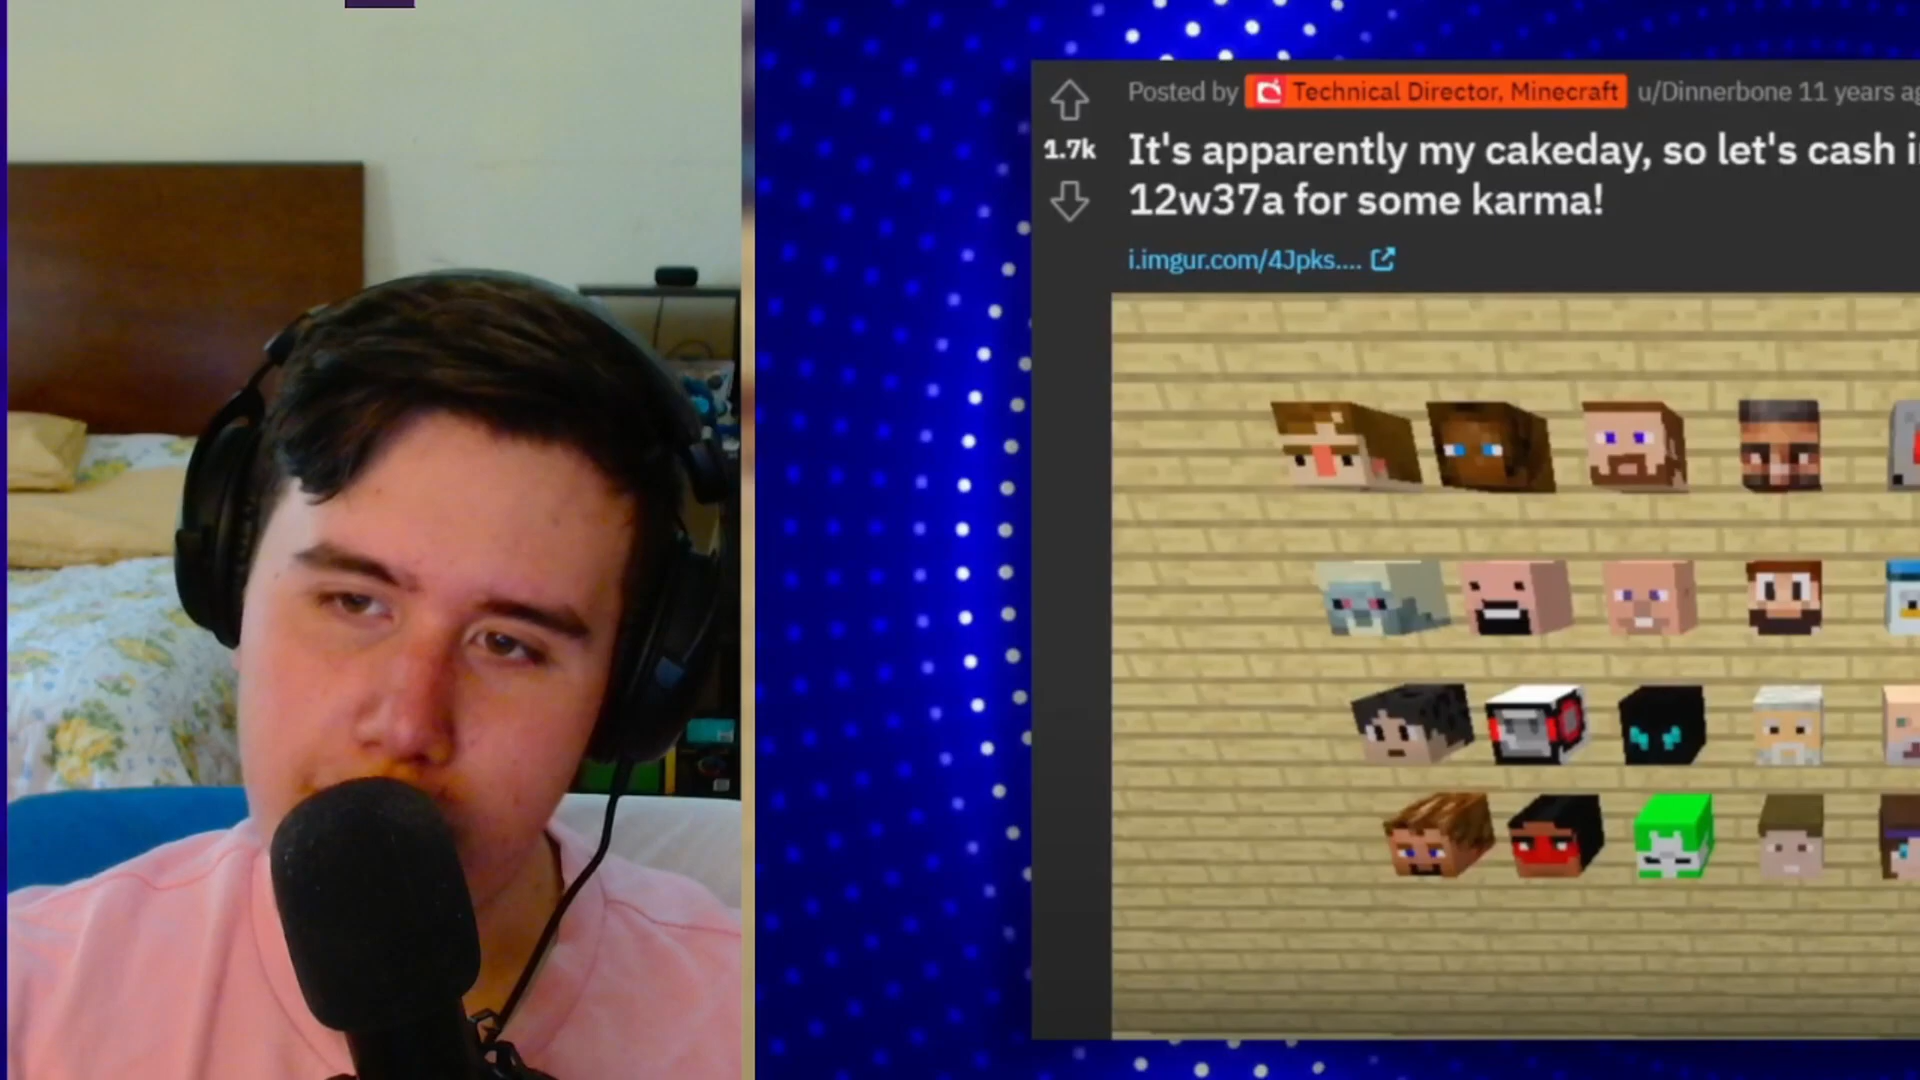 Posted by Technical Director, Minecraft u/Dinnerbone 11 years ag
1.7k
It's apparently my cakeday, so let's cash i
12w37a for some karma!
i.imgur.com/4Jpks....